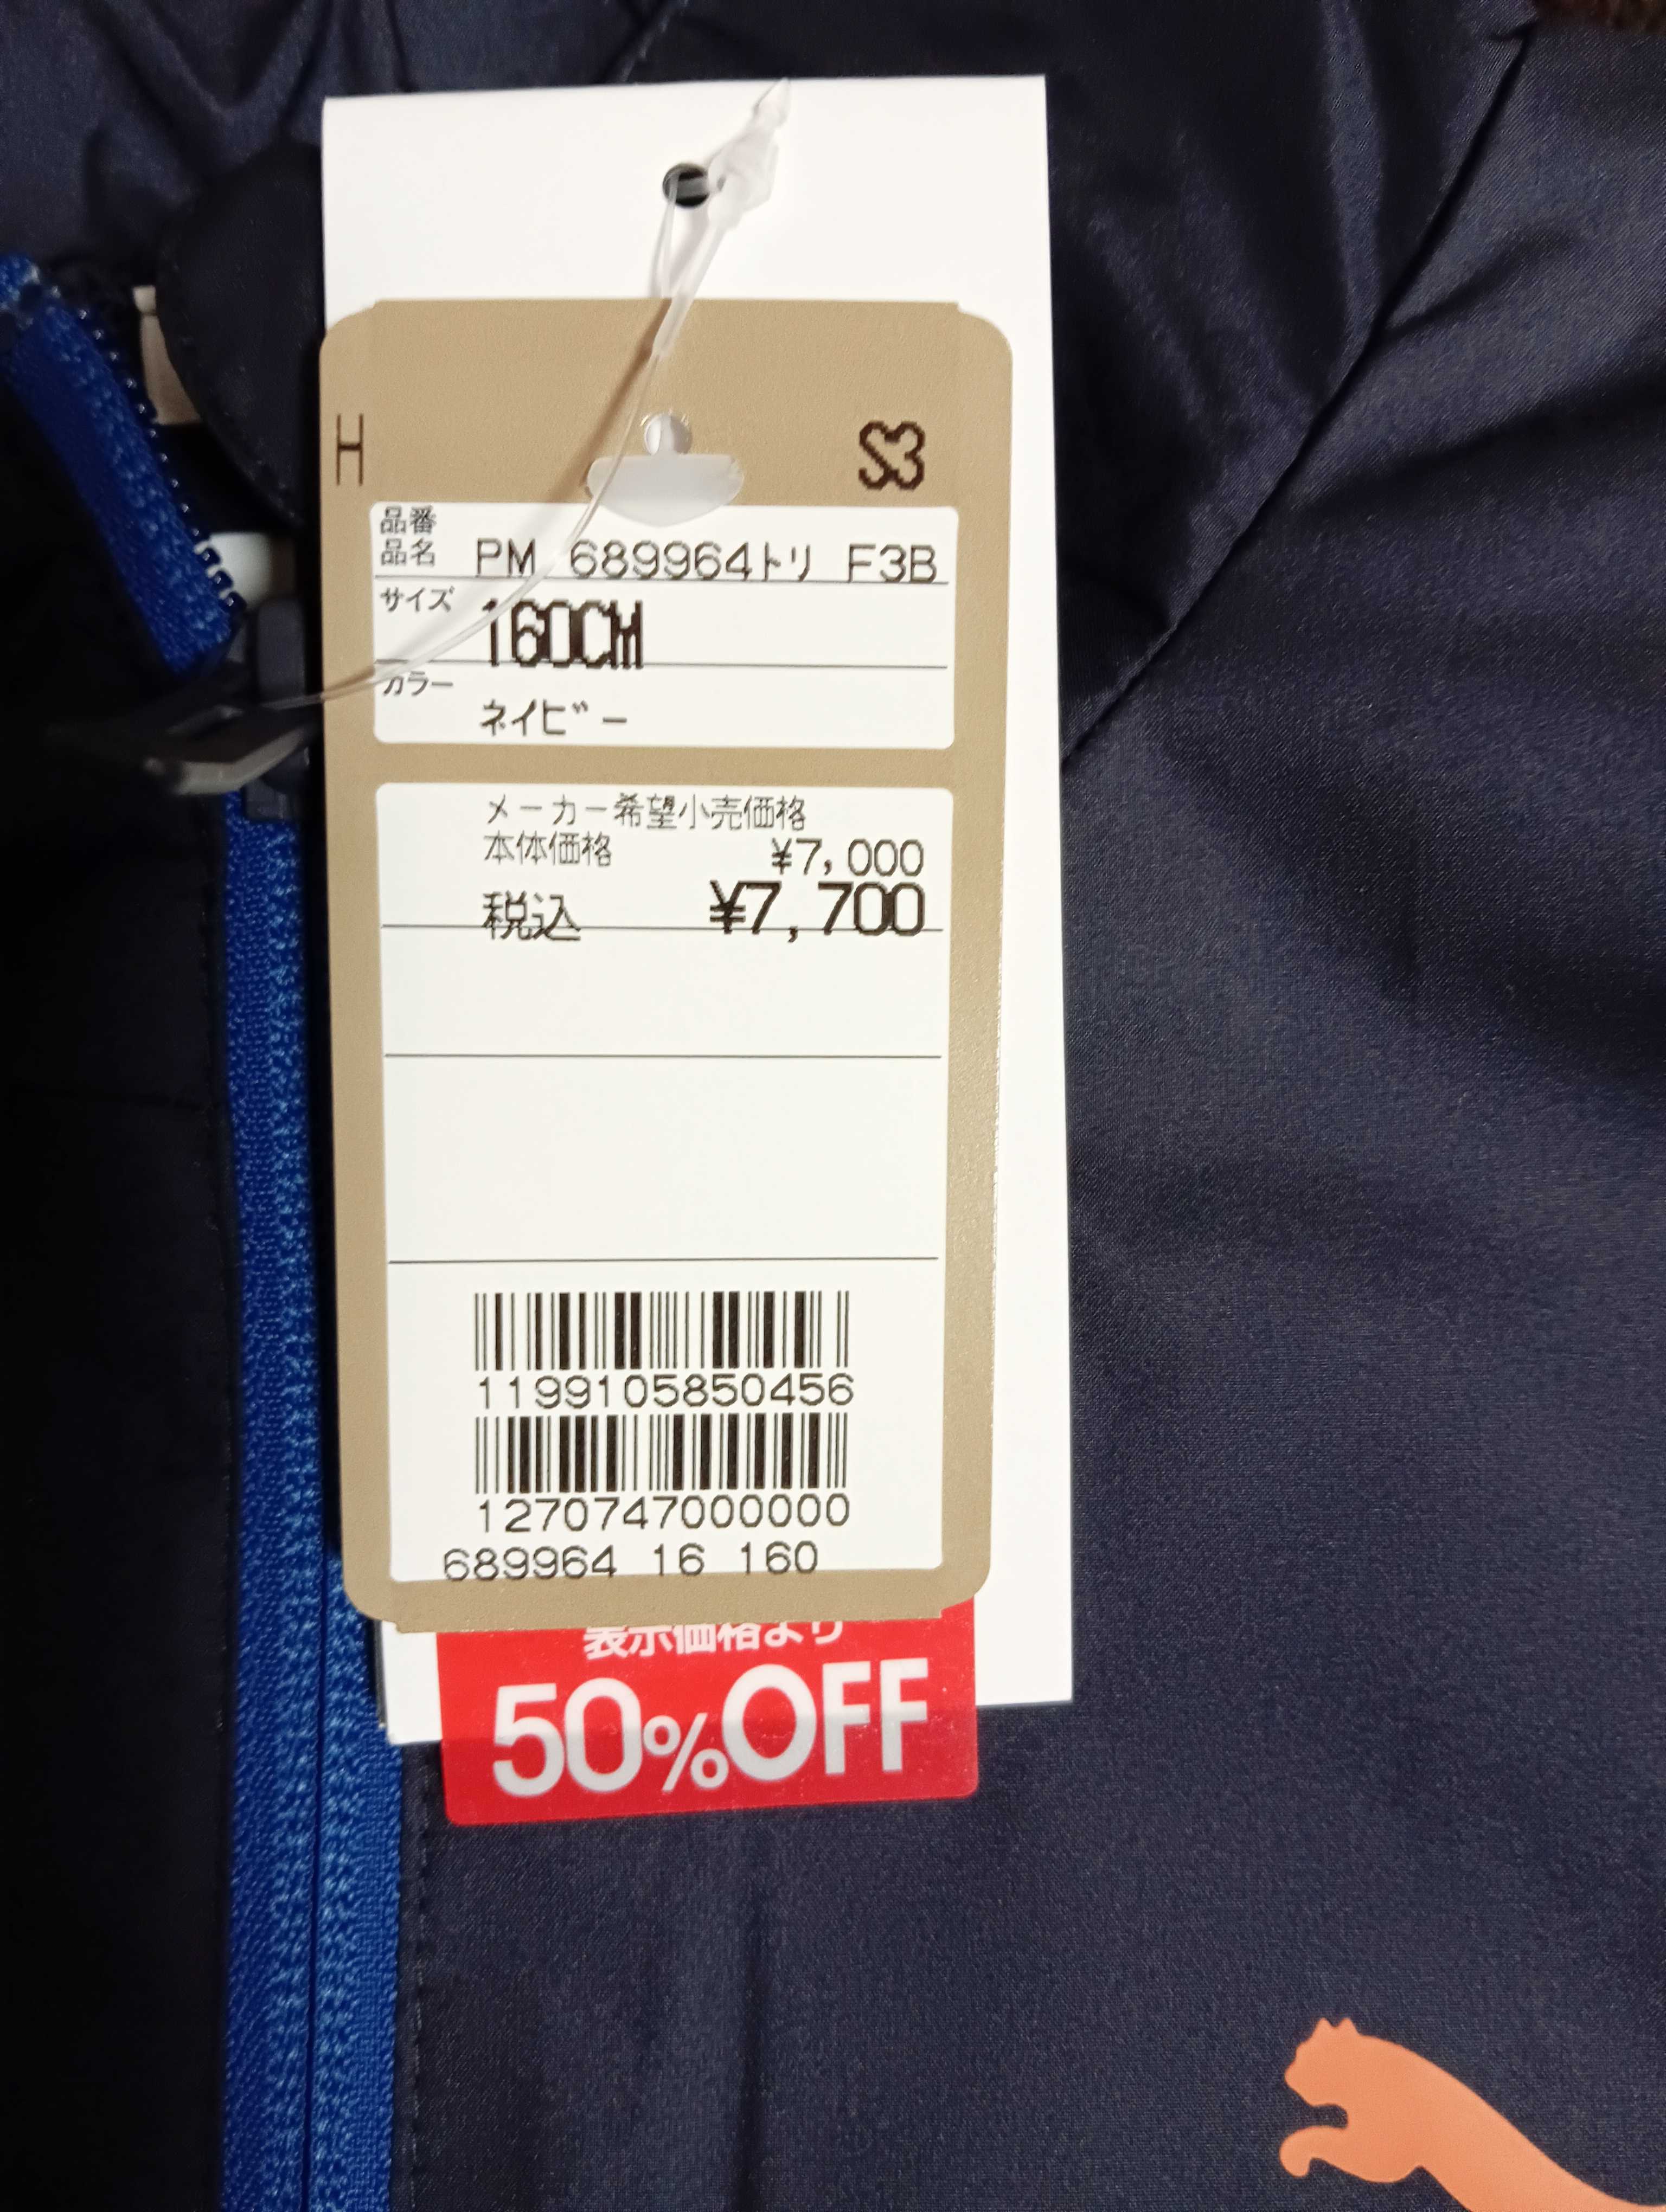 H S3
品番
品名 PM 689964トリ F3B
サイズ 160CM
カラー
ネイビー
メーカー希望小売価格
本体価格 ¥7,000
税込 ¥7,700
1199105850456
1270747000000
689964 16 160
表示価格より
50%OFF